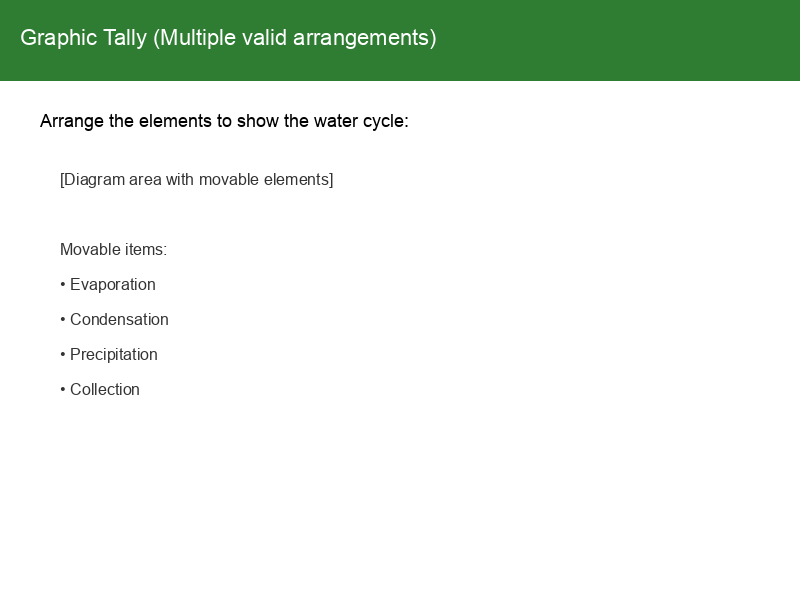 Graphic Tally (Multiple valid arrangements)
Arrange the elements to show the water cycle:
[Diagram area with movable elements]
Movable items:
• Evaporation
• Condensation
• Precipitation
• Collection